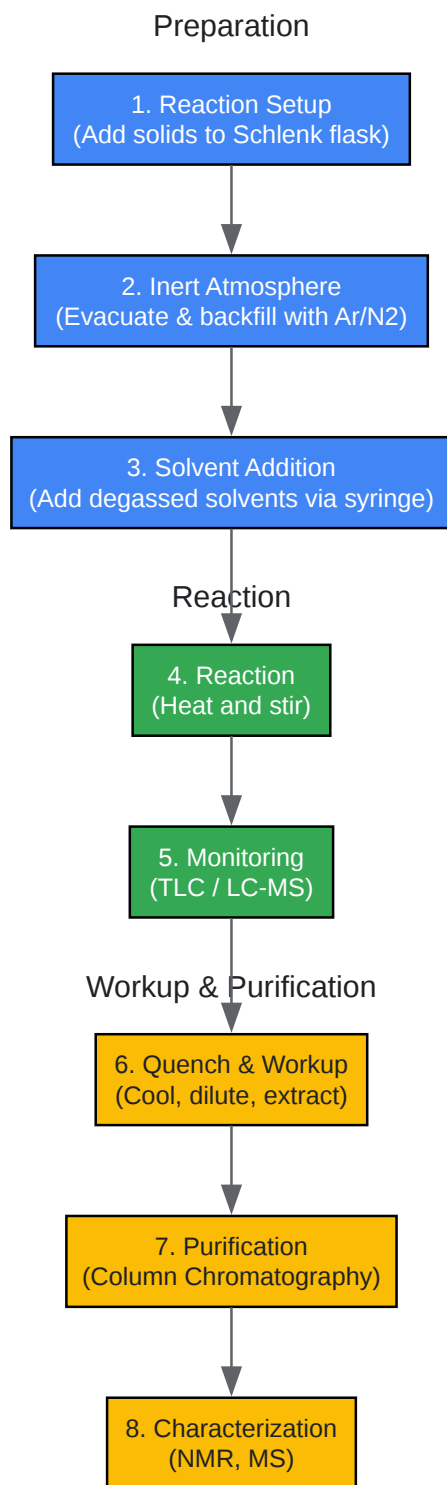 Preparation
1. Reaction Setup
(Add solids to Schlenk flask)
2. Inert Atmosphere
(Evacuate & backfill with Ar/N2)
3. Solvent Addition
(Add degassed solvents via syringe)
Reaction
4. Reaction
(Heat and stir)
5. Monitoring
(TLC / LC-MS)
Workup & Purification
6. Quench & Workup
(Cool, dilute, extract)
7. Purification
(Column Chromatography)
8. Characterization
(NMR, MS)